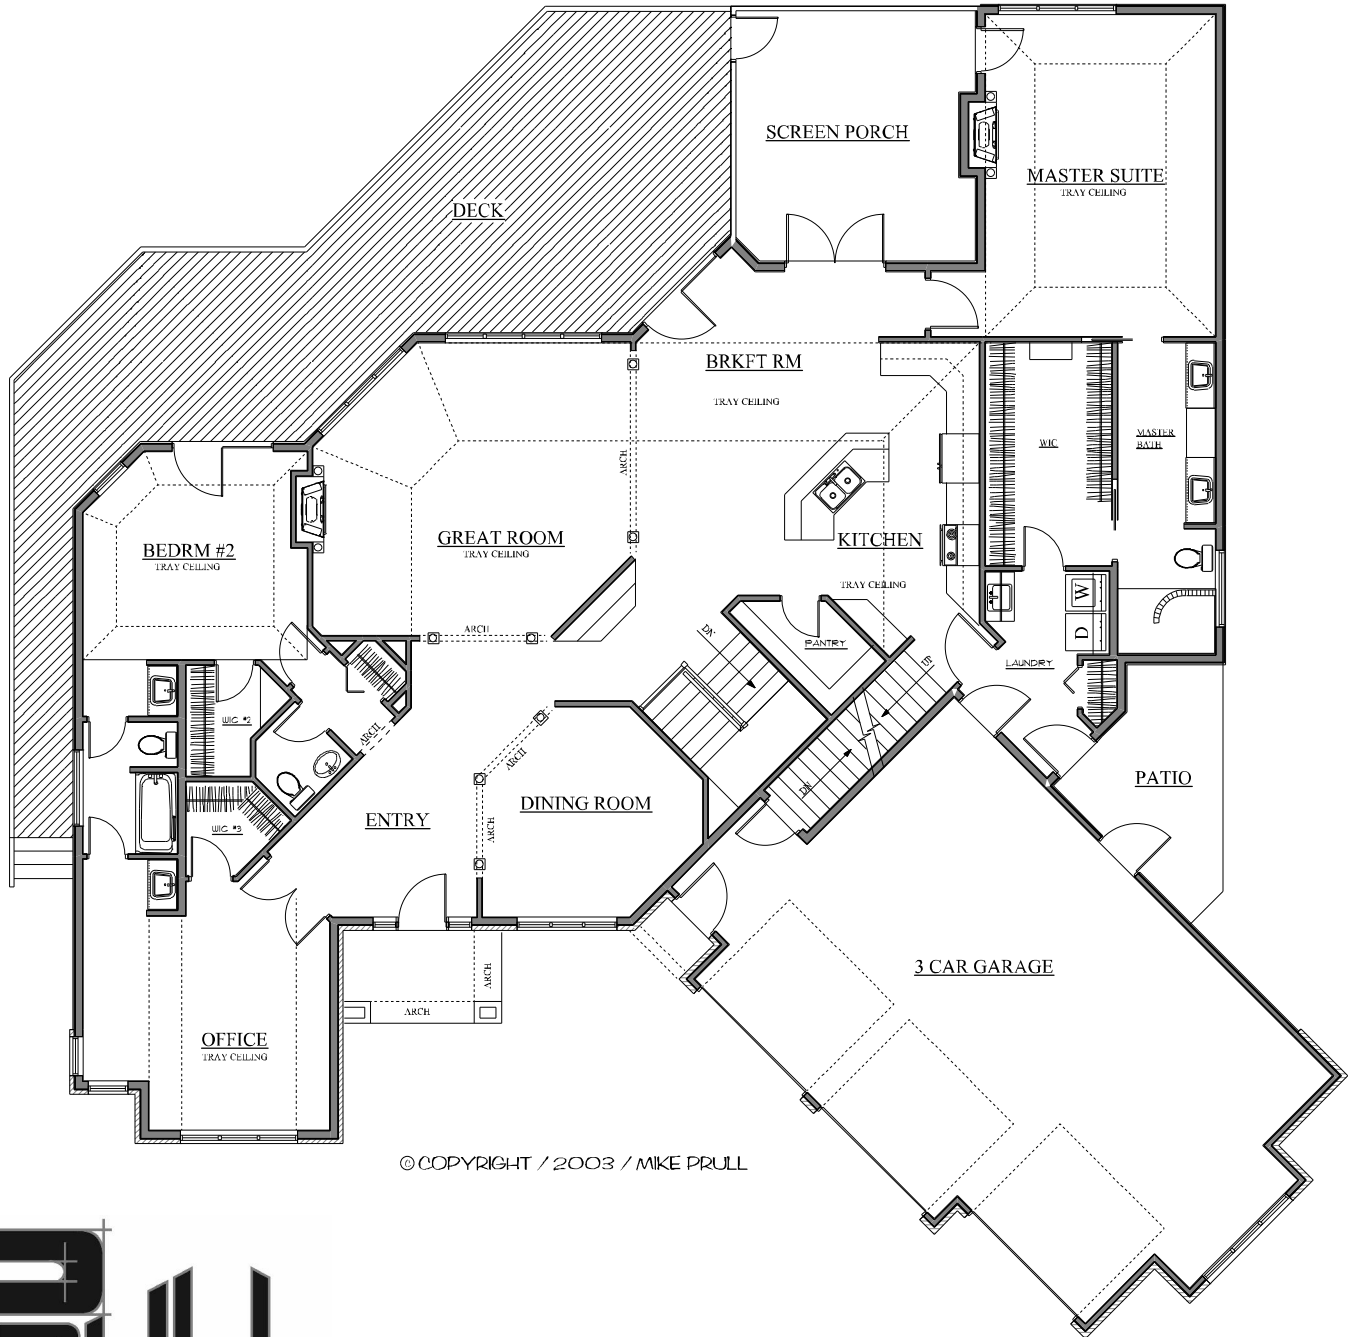 SCREEN PORCH
MASTER SUITE
TRAY CEILING
DECK
BRKFT RM
TRAY CEILING
WIC
MASTER
BATH
ARCH
GREAT ROOM
TRAY CEILING
KITCHEN
TRAY CEILING
BEDRM #2
TRAY CEILING
W
D
ARCH
DN
PANTRY
UP
LAUNDRY
WIC #2
ARCH
ARCH
DN
PATIO
DINING ROOM
ENTRY
ARCH
WIC #3
3 CAR GARAGE
ARCH
ARCH
OFFICE
TRAY CEILING
© COPYRIGHT / 2003 / MIKE PRULL